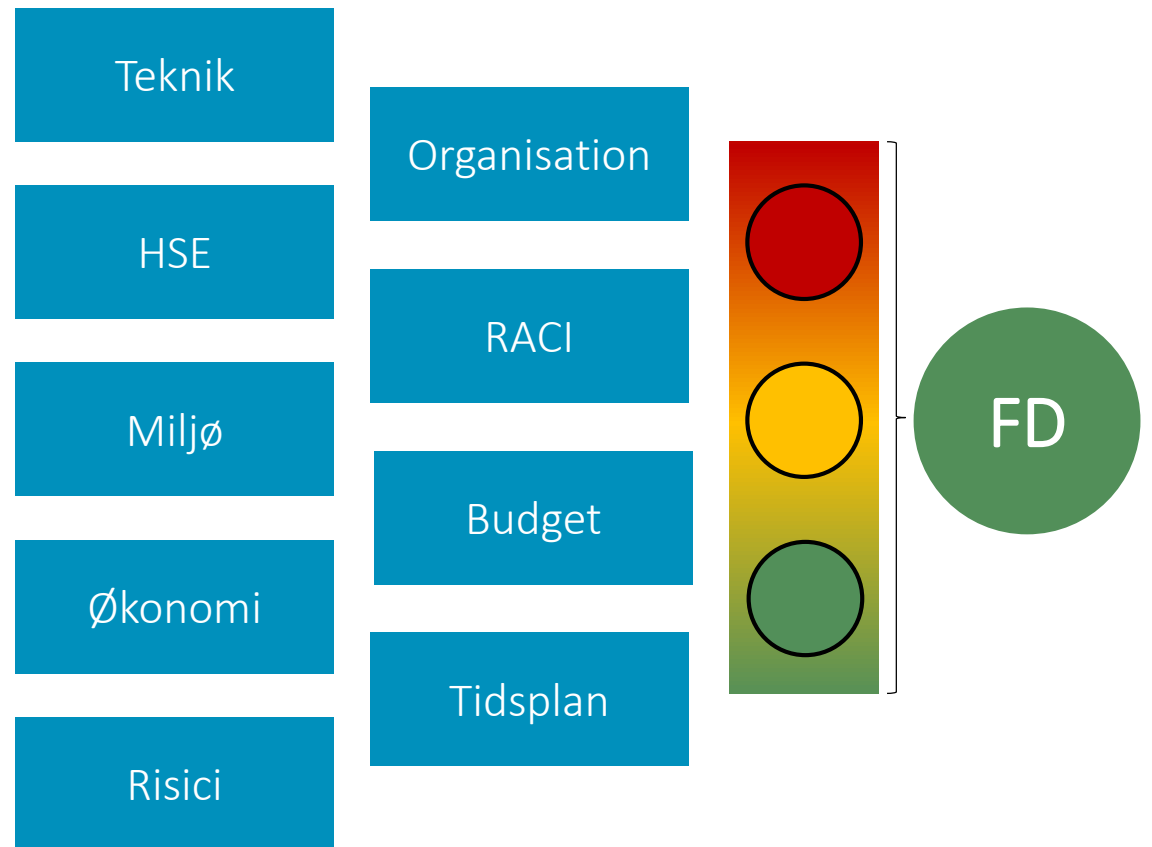 Teknik
HSE
Miljø
Økonomi
Risici
Organisation
RACI
Budget
Tidsplan
FD